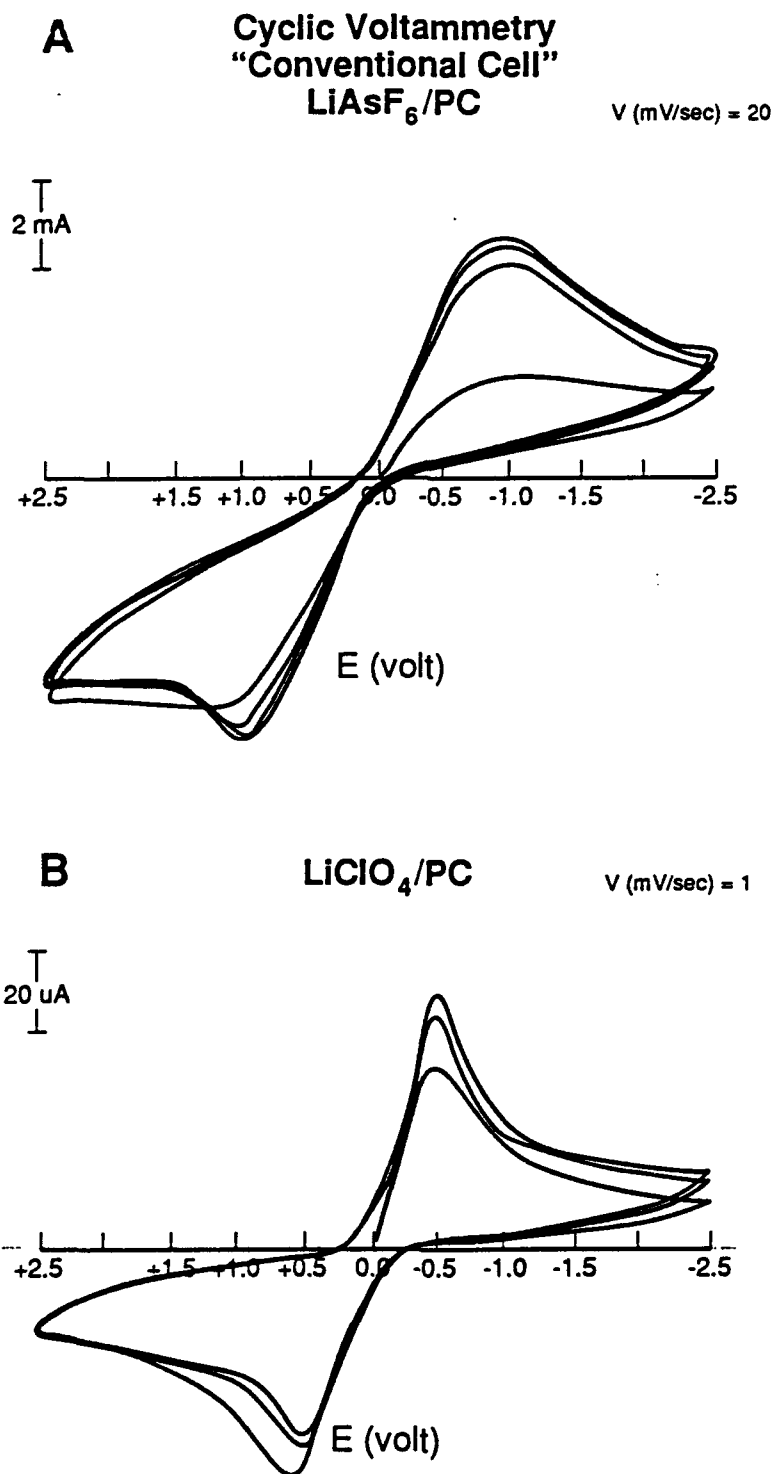 A
Cyclic Voltammetry
“Conventional Cell”
LiAsF6/PC
V (mV/sec) = 20
2 mA
+2.5 +1.5 +1.0 +0.5 0.0 -0.5 -1.0 -1.5 -2.5
E (volt)
B
LiClO4/PC
V (mV/sec) = 1
20 uA
+2.5 +1.5 +1.0 +0.5 0.0 -0.5 -1.0 -1.5 -2.5
E (volt)